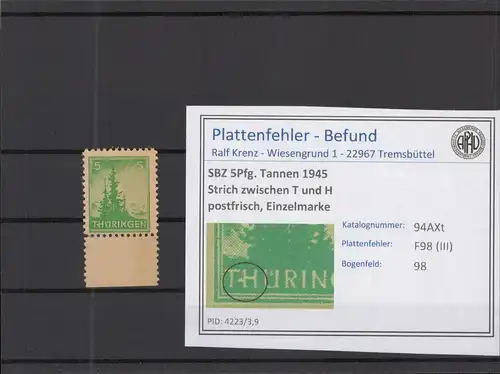 5 5
THÜRINGEN
Plattenfehler - Befund
Ralf Krenz - Wiesengrund 1 - 22967 Tremsbüttel
SBZ 5Pfg. Tannen 1945
Strich zwischen T und H
postfrisch, Einzelmarke
Katalognummer: 94AXt
Plattenfehler: F98 (III)
Bogenfeld: 98
THÜRING
PID: 4223/3,9